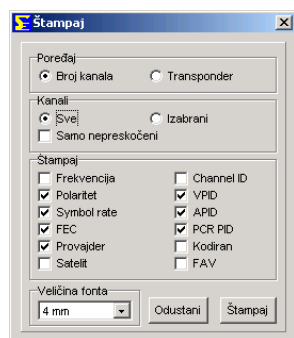 Štampaj
Poređaj
Broj kanala Transponder
Kanali
Sve Izabrani
Samo nepreskočeni
Štampaj
Frekvencija Channel ID
Polaritet VPID
Symbol rate APID
FEC PCR PID
Provajder Kodiran
Satelit FAV
Veličina fonta
4 mm Odustani Štampaj